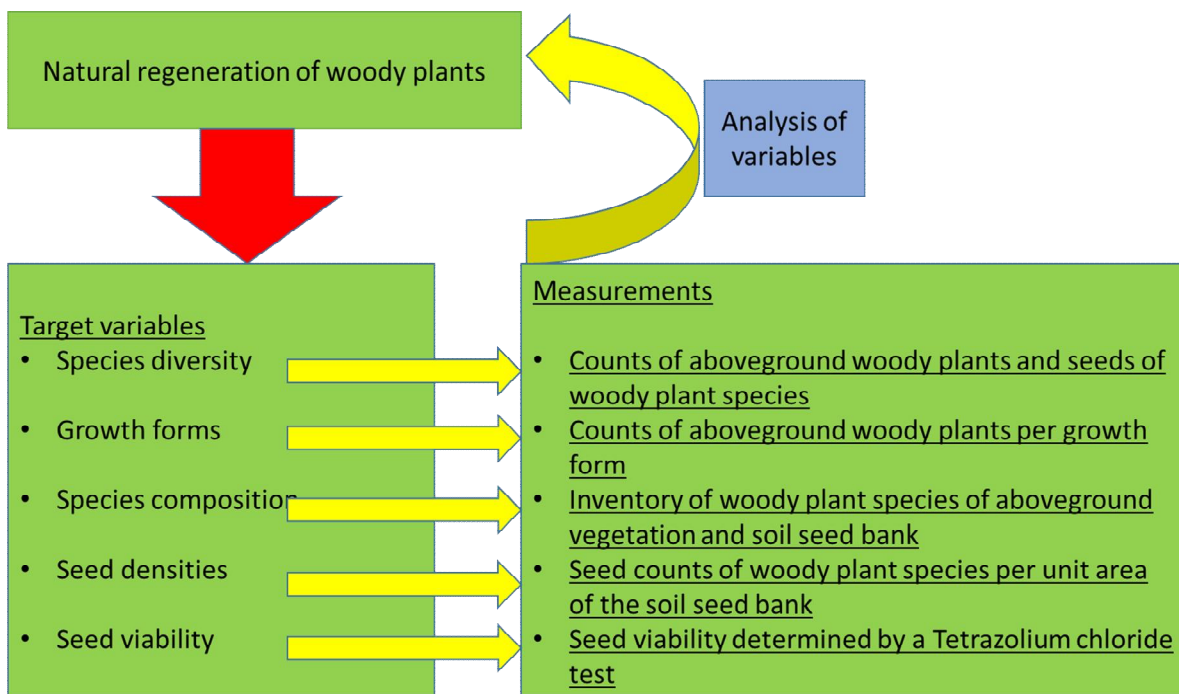 Natural regeneration of woody plants
Analysis of
variables
Target variables
• Species diversity
• Growth forms
• Species composition
• Seed densities
• Seed viability
Measurements
• Counts of aboveground woody plants and seeds of
woody plant species
• Counts of aboveground woody plants per growth
form
• Inventory of woody plant species of aboveground
vegetation and soil seed bank
• Seed counts of woody plant species per unit area
of the soil seed bank
• Seed viability determined by a Tetrazolium chloride
test